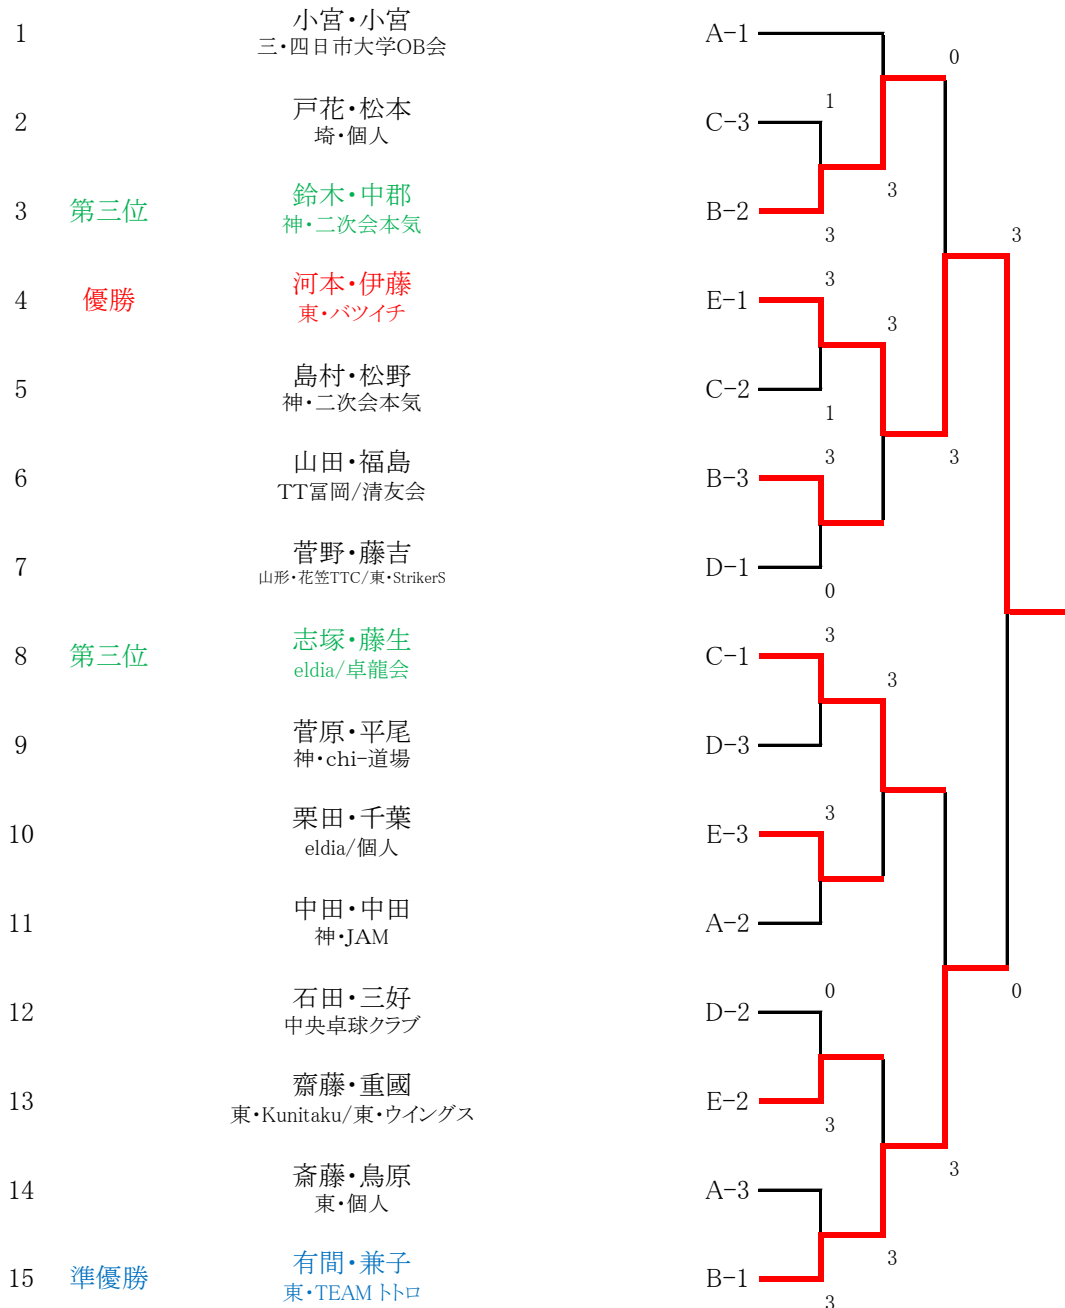 1 小宮・小宮 A-1
三・四日市大学OB会
0
2 戸花・松本 C-3 1
埼・個人
3
3 第三位 鈴木・中郡 B-2
神・二次会本気
3 3
4 優勝 河本・伊藤 E-1 3
東・バツイチ
3
5 島村・松野 C-2
神・二次会本気
1
6 山田・福島 B-3 3 3
TT冨岡/清友会
7 菅野・藤吉 D-1
山形・花笠TTC/東・StrikerS
0
8 第三位 志塚・藤生 C-1 3
eldia/卓龍会
3
9 菅原・平尾 D-3
神・chi-道場
10 栗田・千葉 E-3 3
eldia/個人
11 中田・中田 A-2
神・JAM
12 石田・三好 D-2 0 0
中央卓球クラブ
13 齋藤・重國 E-2
東・Kunitaku/東・ウイングス
3
14 斎藤・鳥原 A-3 3
東・個人
15 準優勝 有間・兼子 B-1 3
東・TEAM トトロ
3